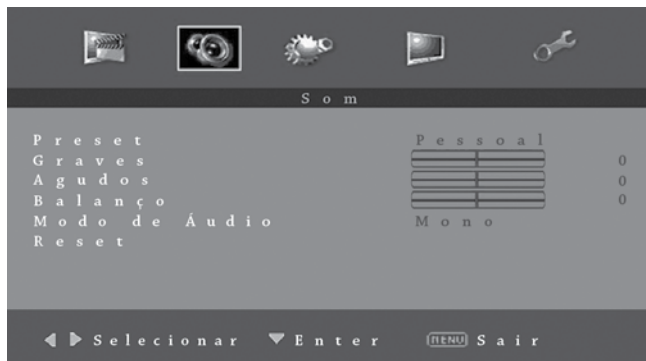 Som
Preset Pessoal
Graves 0
Agudos 0
Balanço 0
Modo de Áudio Mono
Reset
Selecionar Enter MENU Sair